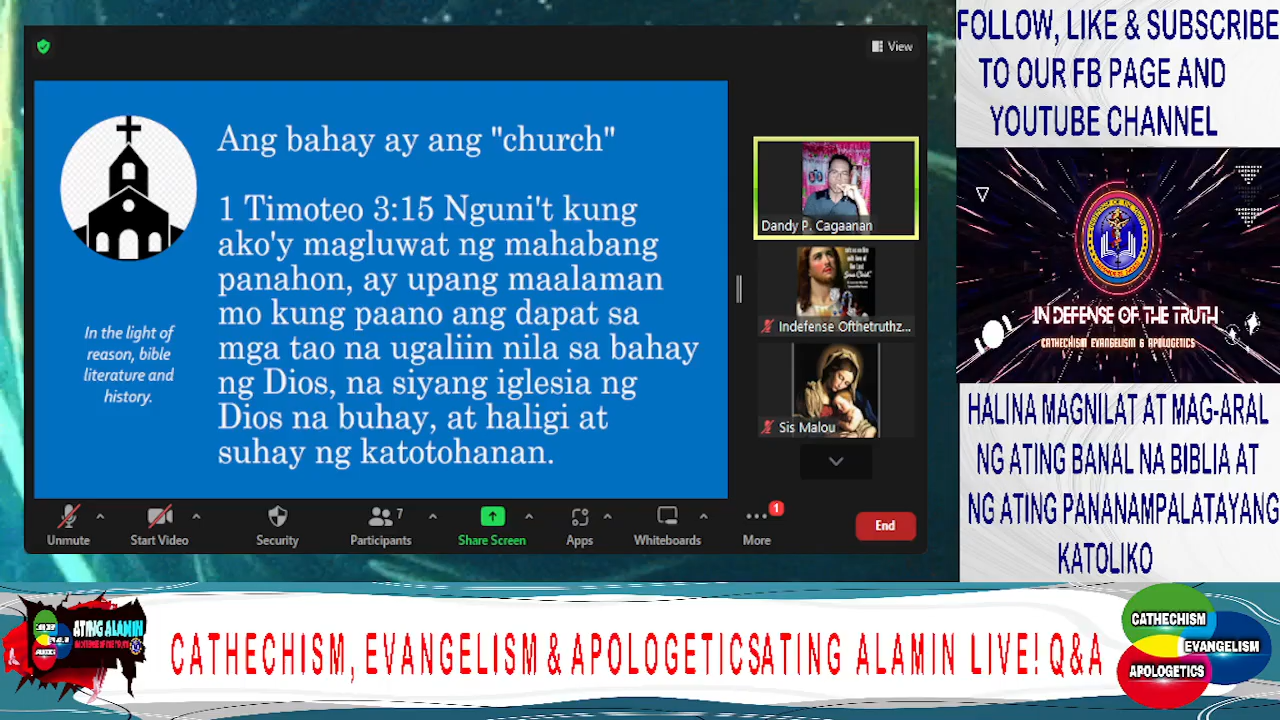 View
Ang bahay ay ang "church"
1 Timoteo 3:15 Nguni't kung
ako'y magluwat ng mahabang
panahon, ay upang maalaman
mo kung paano ang dapat sa
mga tao na ugaliin nila sa bahay
ng Dios, na siyang iglesia ng
Dios na buhay, at haligi at
suhay ng katotohanan.
In the light of
reason, bible
literature and
history.
Dandy P. Cagaanan
Indefense Ofthetruthz...
Sis Malou
Unmute
Start Video
Security
7
Participants
Share Screen
Apps
Whiteboards
1
More
End
FOLLOW, LIKE & SUBSCRIBE
TO OUR FB PAGE AND
YOUTUBE CHANNEL
IN DEFENSE OF THE TRUTH
CATHECHISM EVANGELISM & APOLOGETICS
HALINA MAGNILAT AT MAG-ARAL
NG ATING BANAL NA BIBLIA AT
NG ATING PANANAMPALATAYANG
KATOLIKO
ATING ALAMIN
CATHECHISM, EVANGELISM & APOLOGETICSATING ALAMIN LIVE! Q&A
CATHECHISM
EVANGELISM
APOLOGETICS